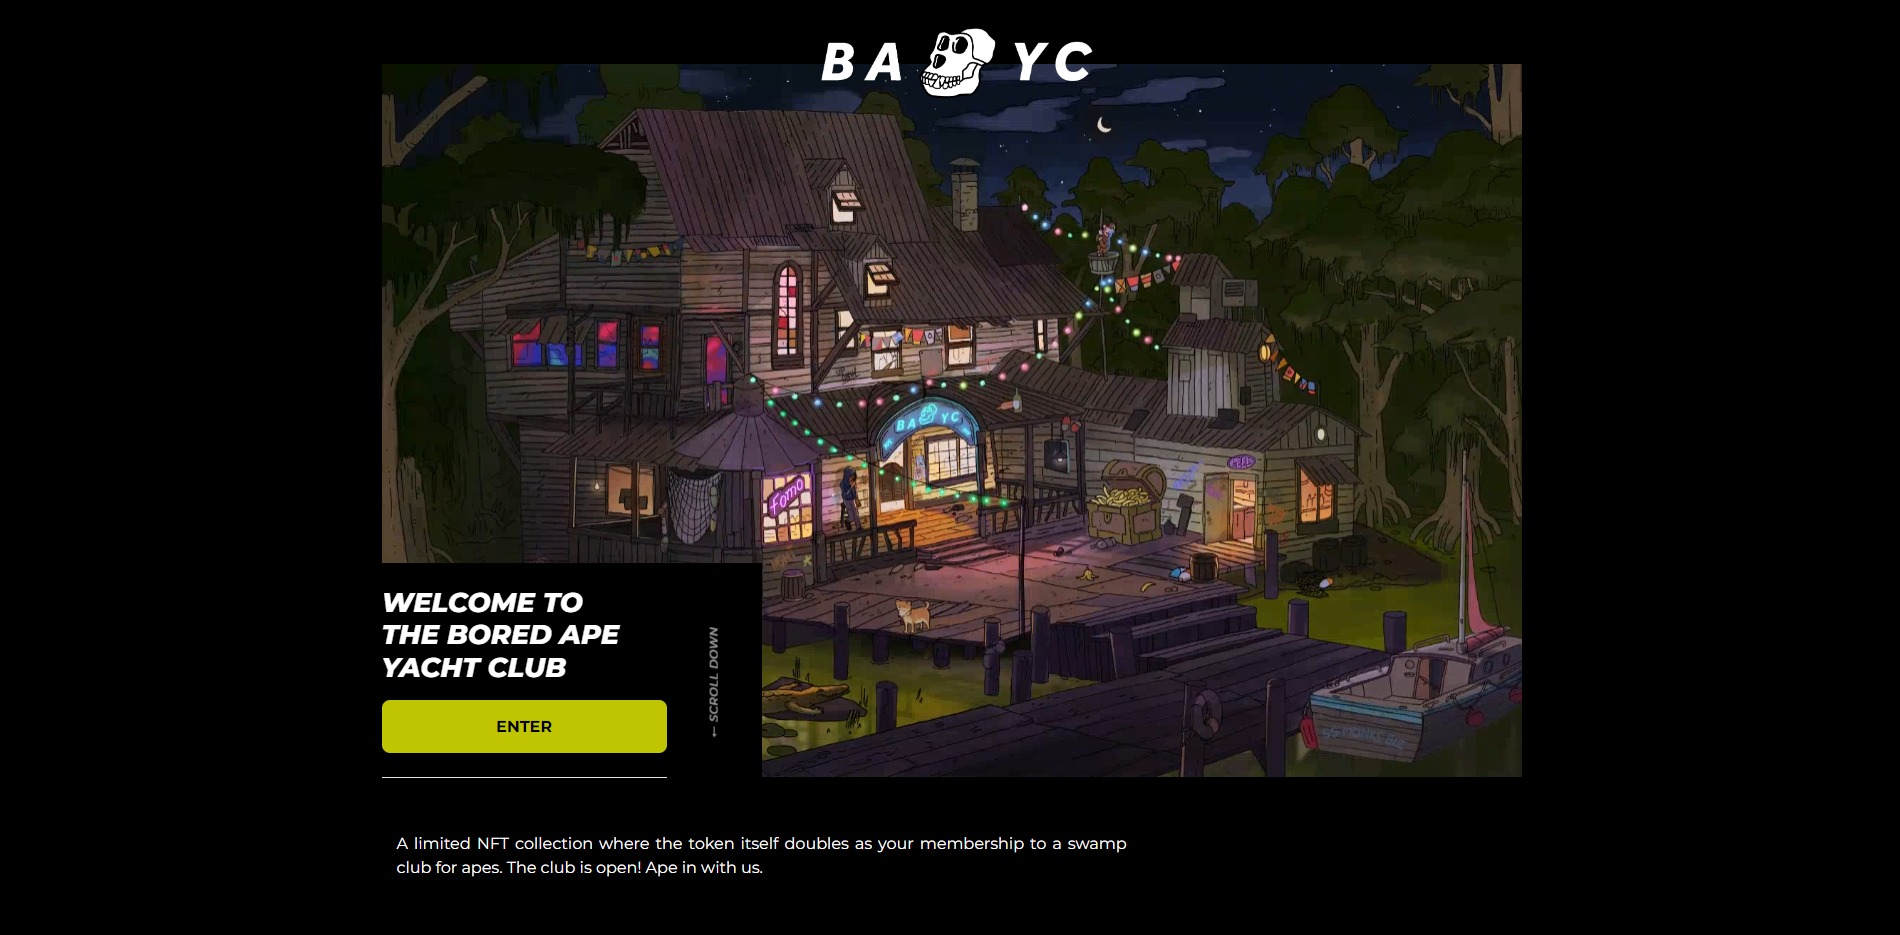 BA YC
BA YC
Fomo
WELCOME TO
THE BORED APE
YACHT CLUB
← SCROLL DOWN
ENTER
A limited NFT collection where the token itself doubles as your membership to a swamp
club for apes. The club is open! Ape in with us.